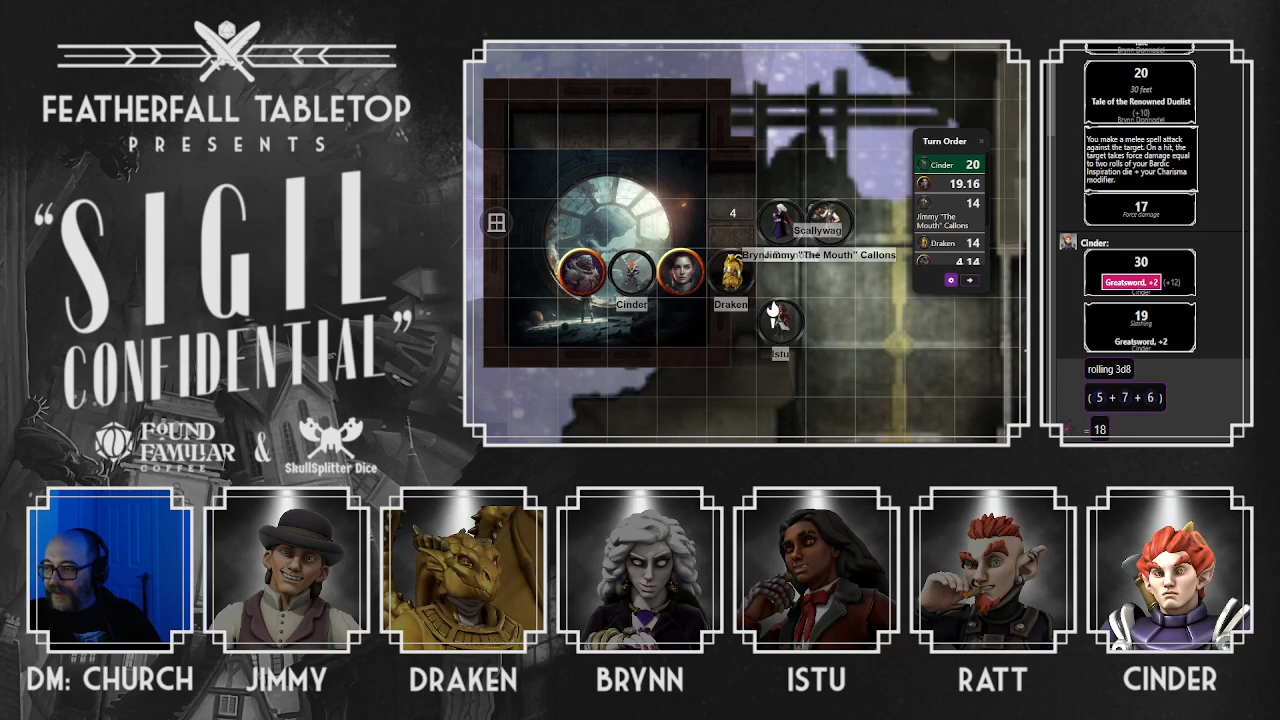 FEATHERFALL TABLETOP
PRESENTS
"SIGIL
CONFIDENTIAL"
FOUND
FAMILIAR
COFFEE
&
SkullSplitter Dice
4
Scallywag
Jimmy "The Mouth" Callons
Cinder
Draken
Istu
Turn Order
Cinder 20
19.16
14
Jimmy "The
Mouth" Callons
Draken 14
4.14
20
30 feet
Tale of the Renowned Duelist
(+10)
Brynn Donnadel
You make a melee spell attack
against the target. On a hit, the
target takes force damage equal
to two rolls of your Bardic
Inspiration die + your Charisma
modifier.
17
Force damage
Cinder:
30
Greatsword, +2 (+12)
Cinder
19
Slashing
Greatsword, +2
Cinder
rolling 3d8
( 5 + 7 + 6 )
= 18
DM: CHURCH
JIMMY
DRAKEN
BRYNN
ISTU
RATT
CINDER